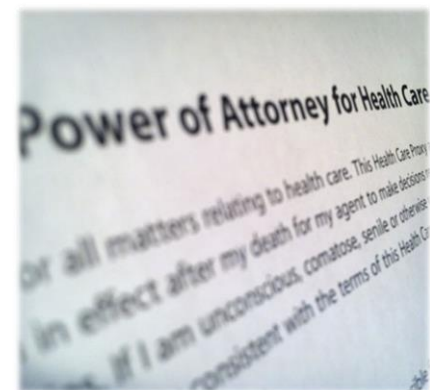 Power of Attorney for Health Care
or all matters relating to health care. This Health Care Proxy
in effect after my death for my agent to make decisions
If I am unconscious, comatose, senile or otherwise
consistent with the terms of this Health